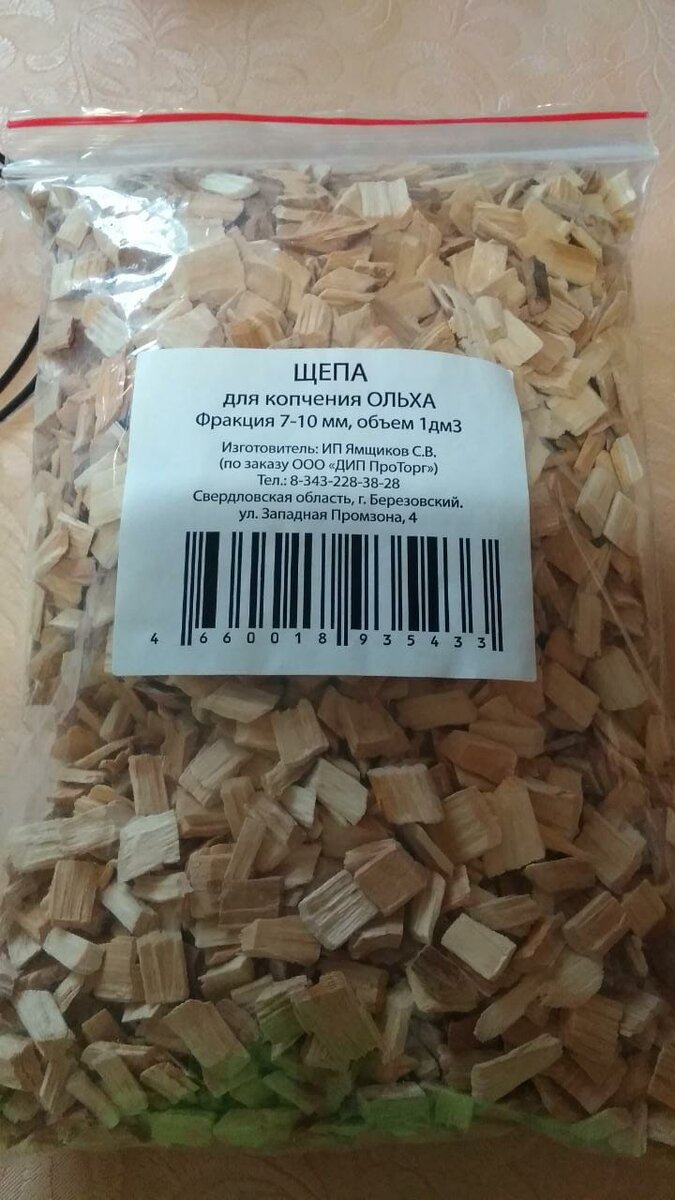 ЩЕПА
для копчения ОЛЬХА
Фракция 7-10 мм, объем 1дм3
Изготовитель: ИП Ямщиков С.В.
(по заказу ООО «ДИП ПроТорг»)
Тел.: 8-343-228-38-28
Свердловская область, г. Березовский.
ул. Западная Промзона, 4
4 660018 935433